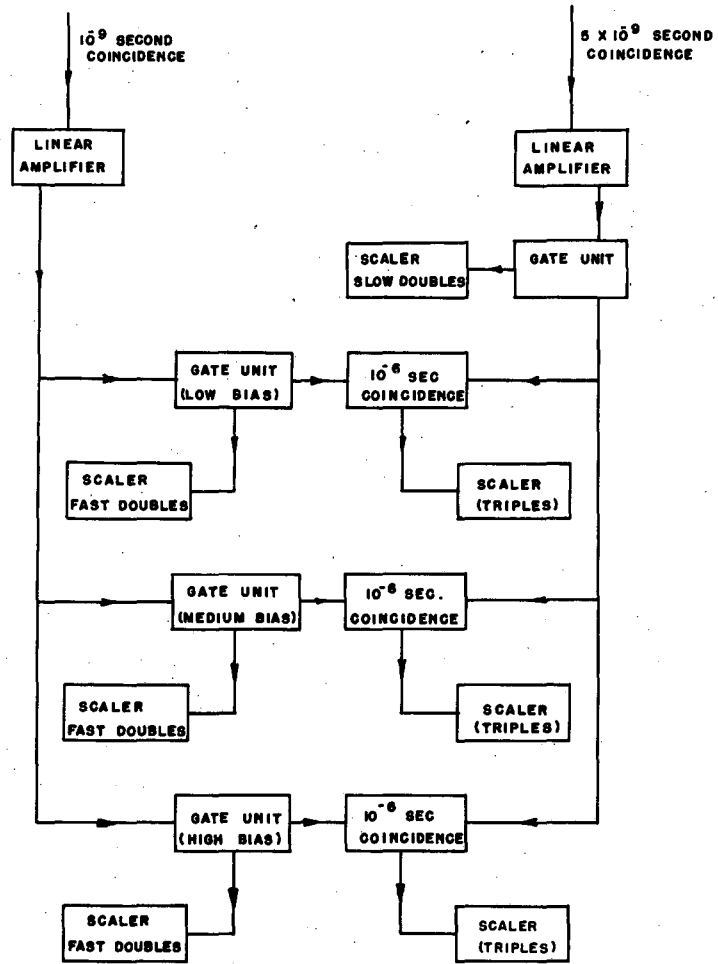 10⁻⁹ SECOND
COINCIDENCE
5 X 10⁻⁹ SECOND
COINCIDENCE
LINEAR
AMPLIFIER
LINEAR
AMPLIFIER
SCALER
SLOW DOUBLES
GATE UNIT
GATE UNIT
(LOW BIAS)
10⁻⁶ SEC
COINCIDENCE
SCALER
FAST DOUBLES
SCALER
(TRIPLES)
GATE UNIT
(MEDIUM BIAS)
10⁻⁶ SEC.
COINCIDENCE
SCALER
FAST DOUBLES
SCALER
(TRIPLES)
GATE UNIT
(HIGH BIAS)
10⁻⁶ SEC
COINCIDENCE
SCALER
FAST DOUBLES
SCALER
(TRIPLES)